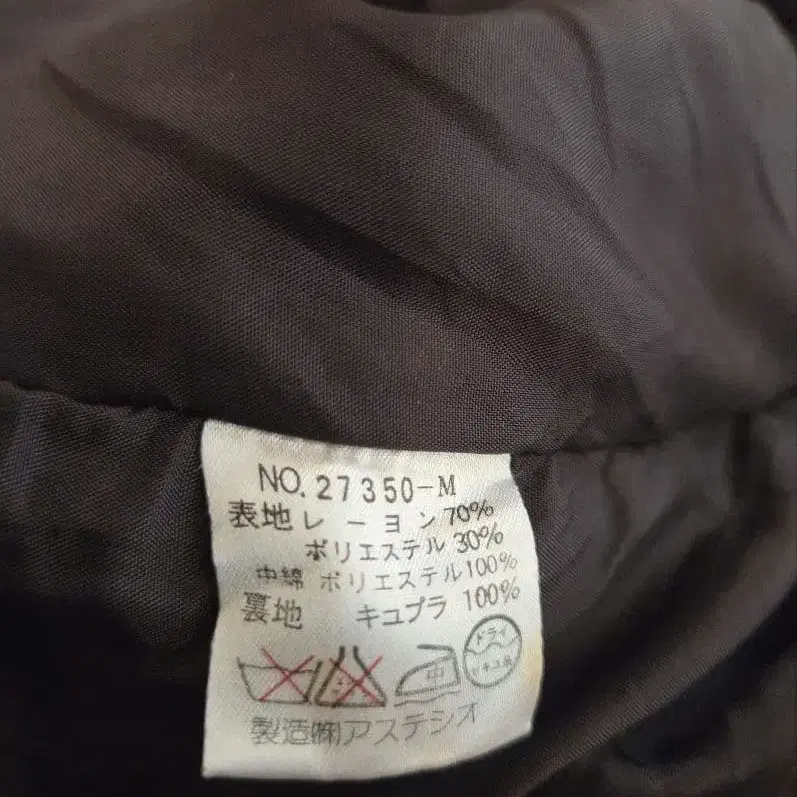 NO. 27350-M
表地 レーヨン 70%
ポリエステル 30%
中綿 ポリエステル 100%
裏地 キュプラ 100%
中
ドライ
製造㈱アステシオ